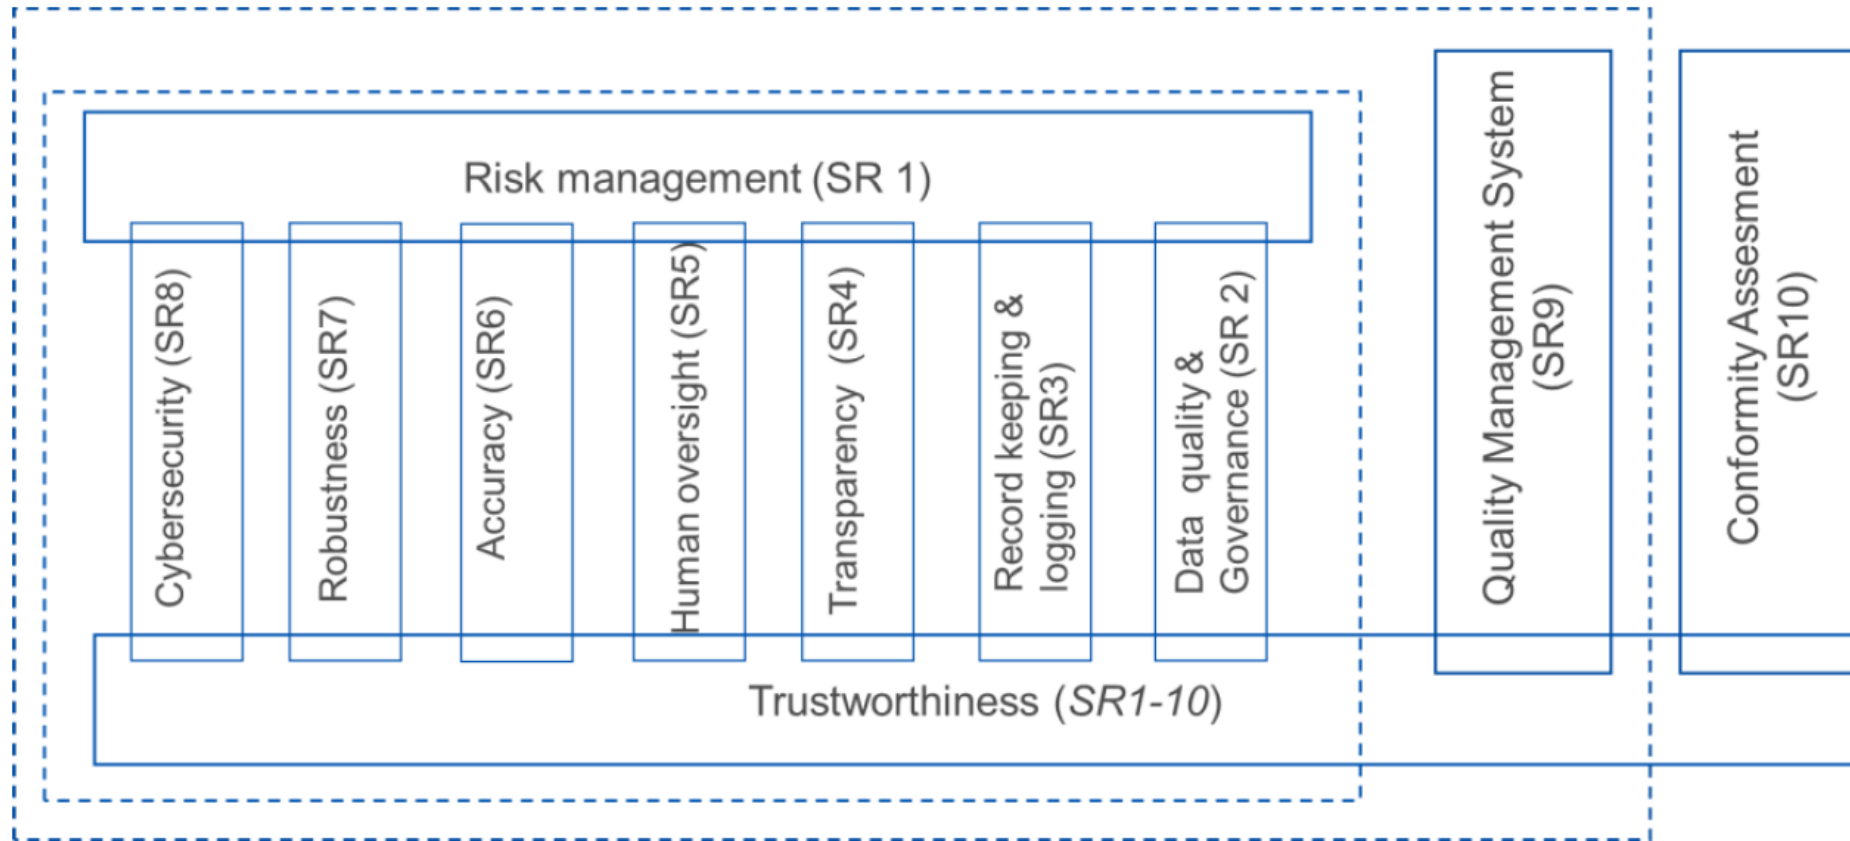 Risk management (SR 1)
Cybersecurity (SR8)
Robustness (SR7)
Accuracy (SR6)
Human oversight (SR5)
Transparency (SR4)
Record keeping &
logging (SR3)
Data quality &
Governance (SR 2)
Quality Management System
(SR9)
Conformity Assesment
(SR10)
Trustworthiness (SR1-10)